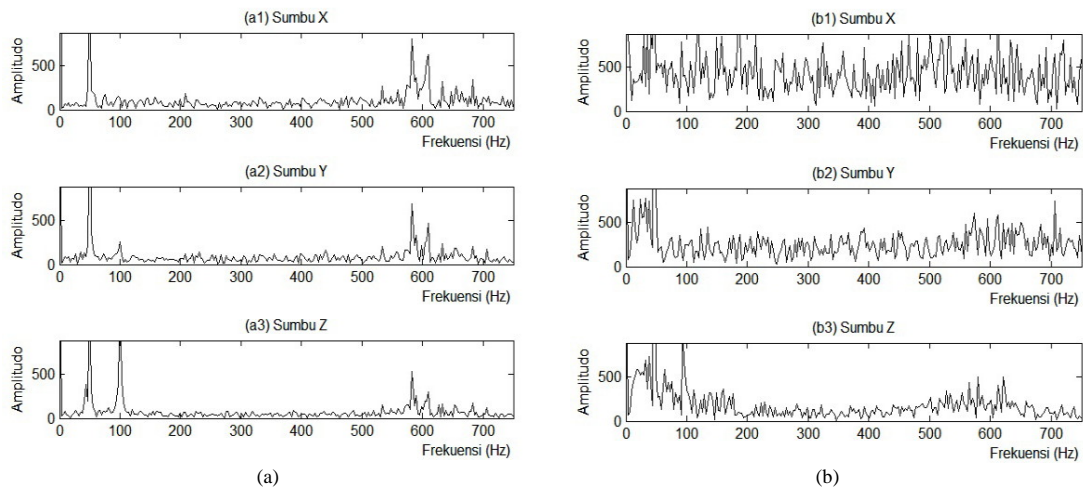 (a1) Sumbu X
Amplitudo
500
0
0 100 200 300 400 500 600 700
Frekuensi (Hz)
(a2) Sumbu Y
Amplitudo
500
0
0 100 200 300 400 500 600 700
Frekuensi (Hz)
(a3) Sumbu Z
Amplitudo
500
0
0 100 200 300 400 500 600 700
Frekuensi (Hz)
(a)
(b1) Sumbu X
Amplitudo
500
0
0 100 200 300 400 500 600 700
Frekuensi (Hz)
(b2) Sumbu Y
Amplitudo
500
0
0 100 200 300 400 500 600 700
Frekuensi (Hz)
(b3) Sumbu Z
Amplitudo
500
0
0 100 200 300 400 500 600 700
Frekuensi (Hz)
(b)